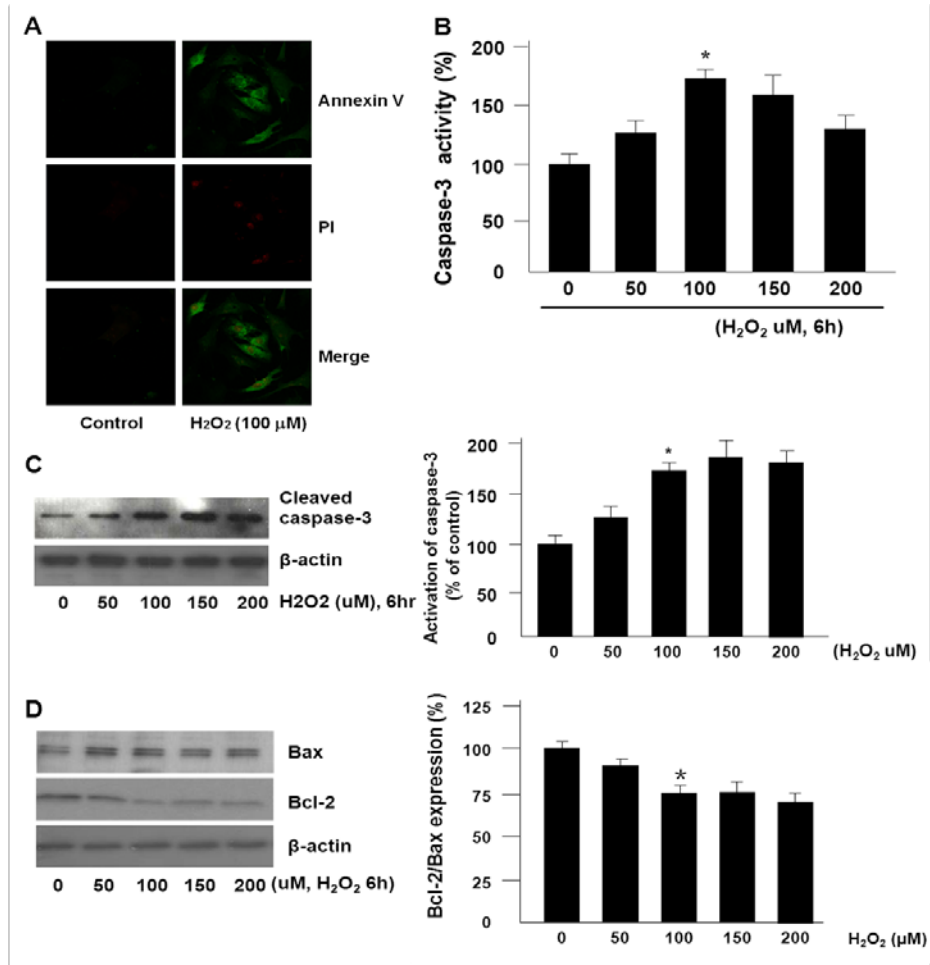 A
Annexin V
PI
Merge
Control H2O2 (100 µM)
B
Caspase-3 activity (%)
200
150
100
50
0
0 50 100 150 200
(H₂O₂ uM, 6h)
C
Cleaved
caspase-3
β-actin
0 50 100 150 200 H2O2 (uM), 6hr
Activation of caspase-3
(% of control)
200
150
100
50
0
*
0 50 100 150 200 (H₂O₂ uM)
D
Bax
Bcl-2
β-actin
0 50 100 150 200 (uM, H₂O₂ 6h)
Bcl-2/Bax expression (%)
125
100
75
50
25
0
*
0 50 100 150 200 H₂O₂ (µM)